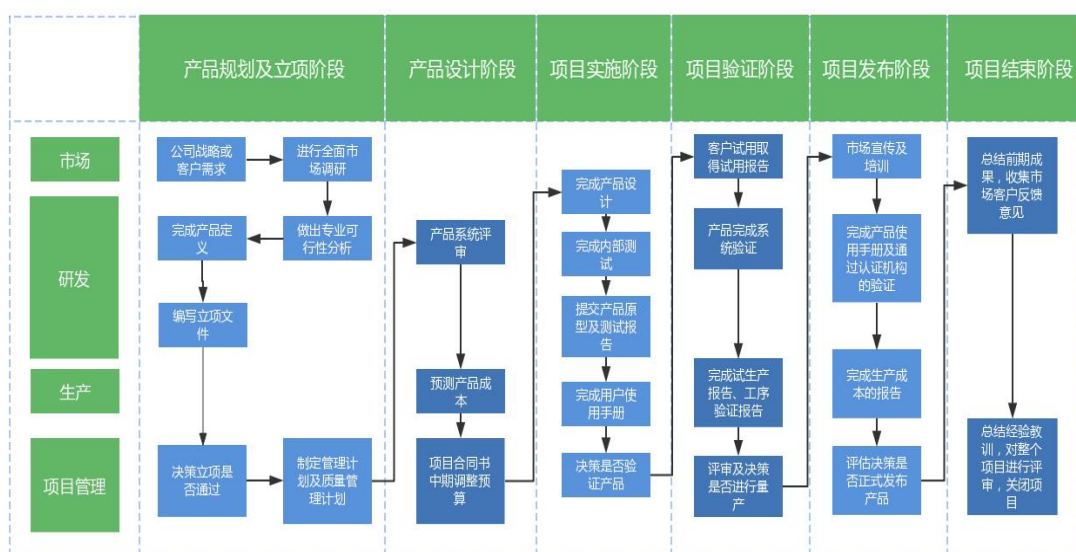 产品规划及立项阶段
产品设计阶段
项目实施阶段
项目验证阶段
项目发布阶段
项目结束阶段
市场
研发
生产
项目管理
公司战略或
客户需求
进行全面市
场调研
做出专业可
行性分析
完成产品定
义
编写立项文
件
决策立项是
否通过
制定管理计
划及质量管
理计划
产品系统评
审
预测产品成
本
项目合同书
中期调整预
算
完成产品设
计
完成内部测
试
提交产品原
型及测试报
告
完成用户使
用手册
决策是否验
证产品
客户试用取
得试用报告
产品完成系
统验证
完成试生产
报告、工序
验证报告
评审及决策
是否进行量
产
市场宣传及
培训
完成产品使
用手册及通
过认证机构
的验证
完成生产成
本的报告
评估决策是
否正式发布
产品
总结前期成
果，收集市
场客户反馈
意见
总结经验教
训，对整个
项目进行评
审，关闭项
目